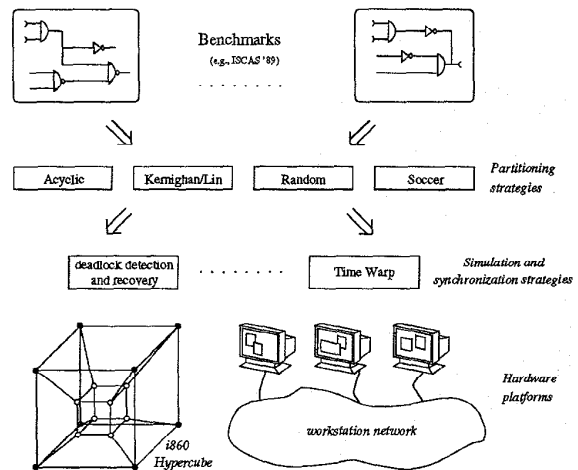 Benchmarks
(e.g., ISCAS '89)
Acyclic
Kernighan/Lin
Random
Soccer
Partitioning
strategies
deadlock detection
and recovery
Time Warp
Simulation and
synchronization strategies
Hardware
platforms
workstation network
i860
Hypercube